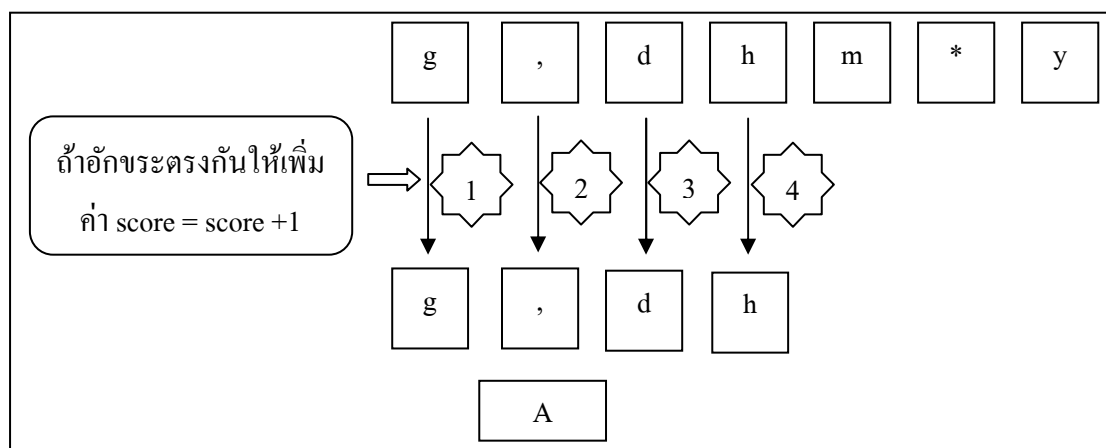 g , d h m * y
ถ้าอักขระตรงกันให้เพิ่ม
ค่า score = score +1
1 2 3 4
g , d h
A